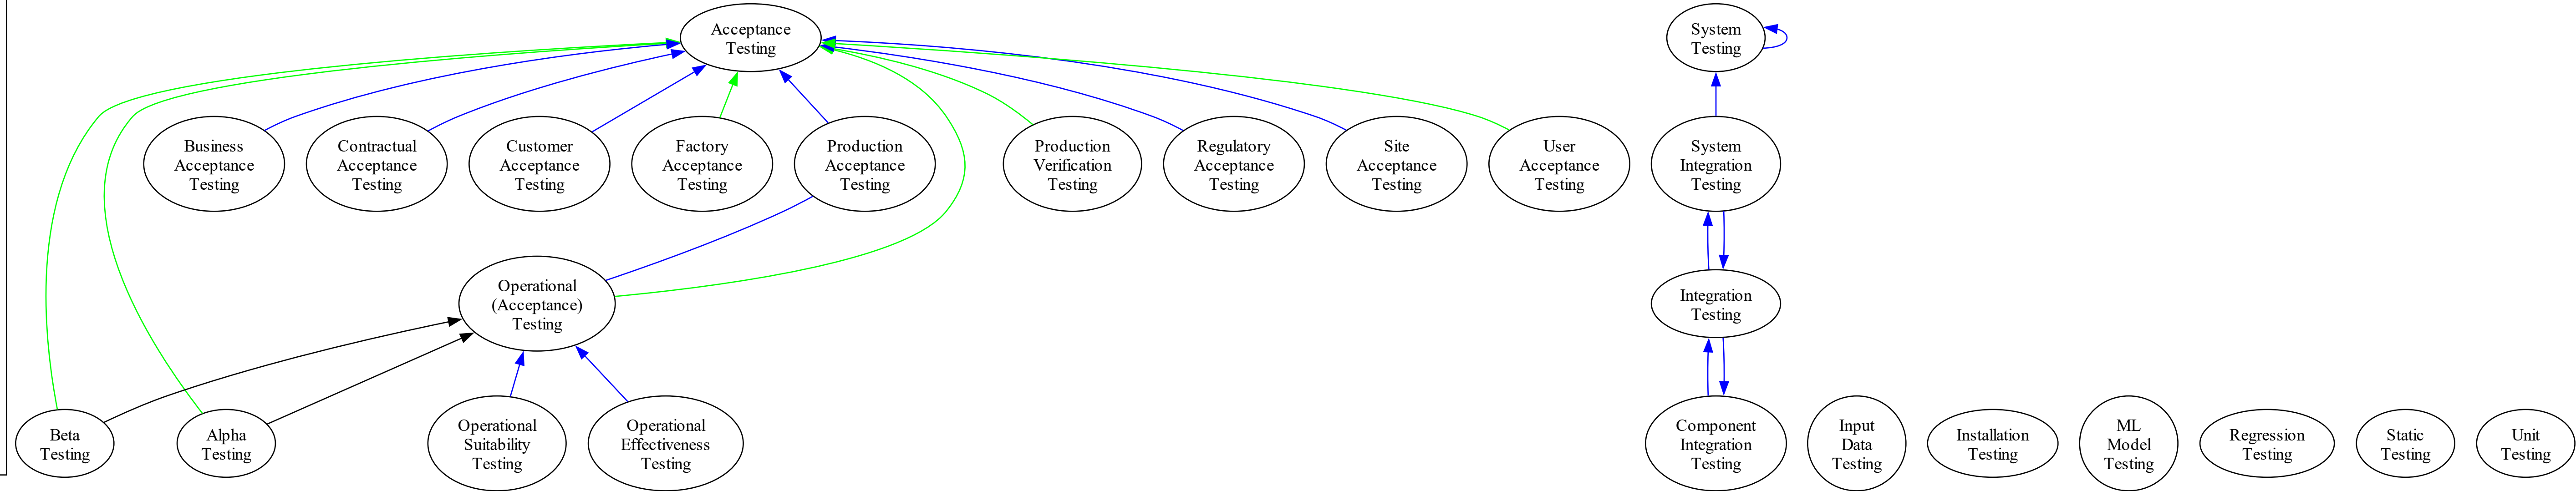 Acceptance
Testing
System
Testing
Business
Acceptance
Testing
Contractual
Acceptance
Testing
Customer
Acceptance
Testing
Factory
Acceptance
Testing
Production
Acceptance
Testing
Production
Verification
Testing
Regulatory
Acceptance
Testing
Site
Acceptance
Testing
User
Acceptance
Testing
System
Integration
Testing
Operational
(Acceptance)
Testing
Integration
Testing
Beta
Testing
Alpha
Testing
Operational
Suitability
Testing
Operational
Effectiveness
Testing
Component
Integration
Testing
Input
Data
Testing
Installation
Testing
ML
Model
Testing
Regression
Testing
Static
Testing
Unit
Testing